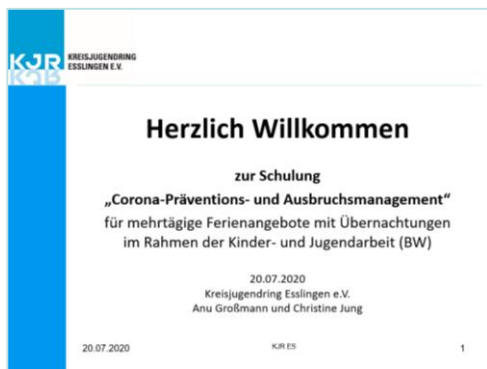 KJR
KREISJUGENDRING
ESSLINGEN E.V.
Herzlich Willkommen
zur Schulung
„Corona-Präventions- und Ausbruchsmanagement“
für mehrtägige Ferienangebote mit Übernachtungen
im Rahmen der Kinder- und Jugendarbeit (BW)
20.07.2020
Kreisjugendring Esslingen e.V.
Anu Großmann und Christine Jung
20.07.2020 KJR ES 1